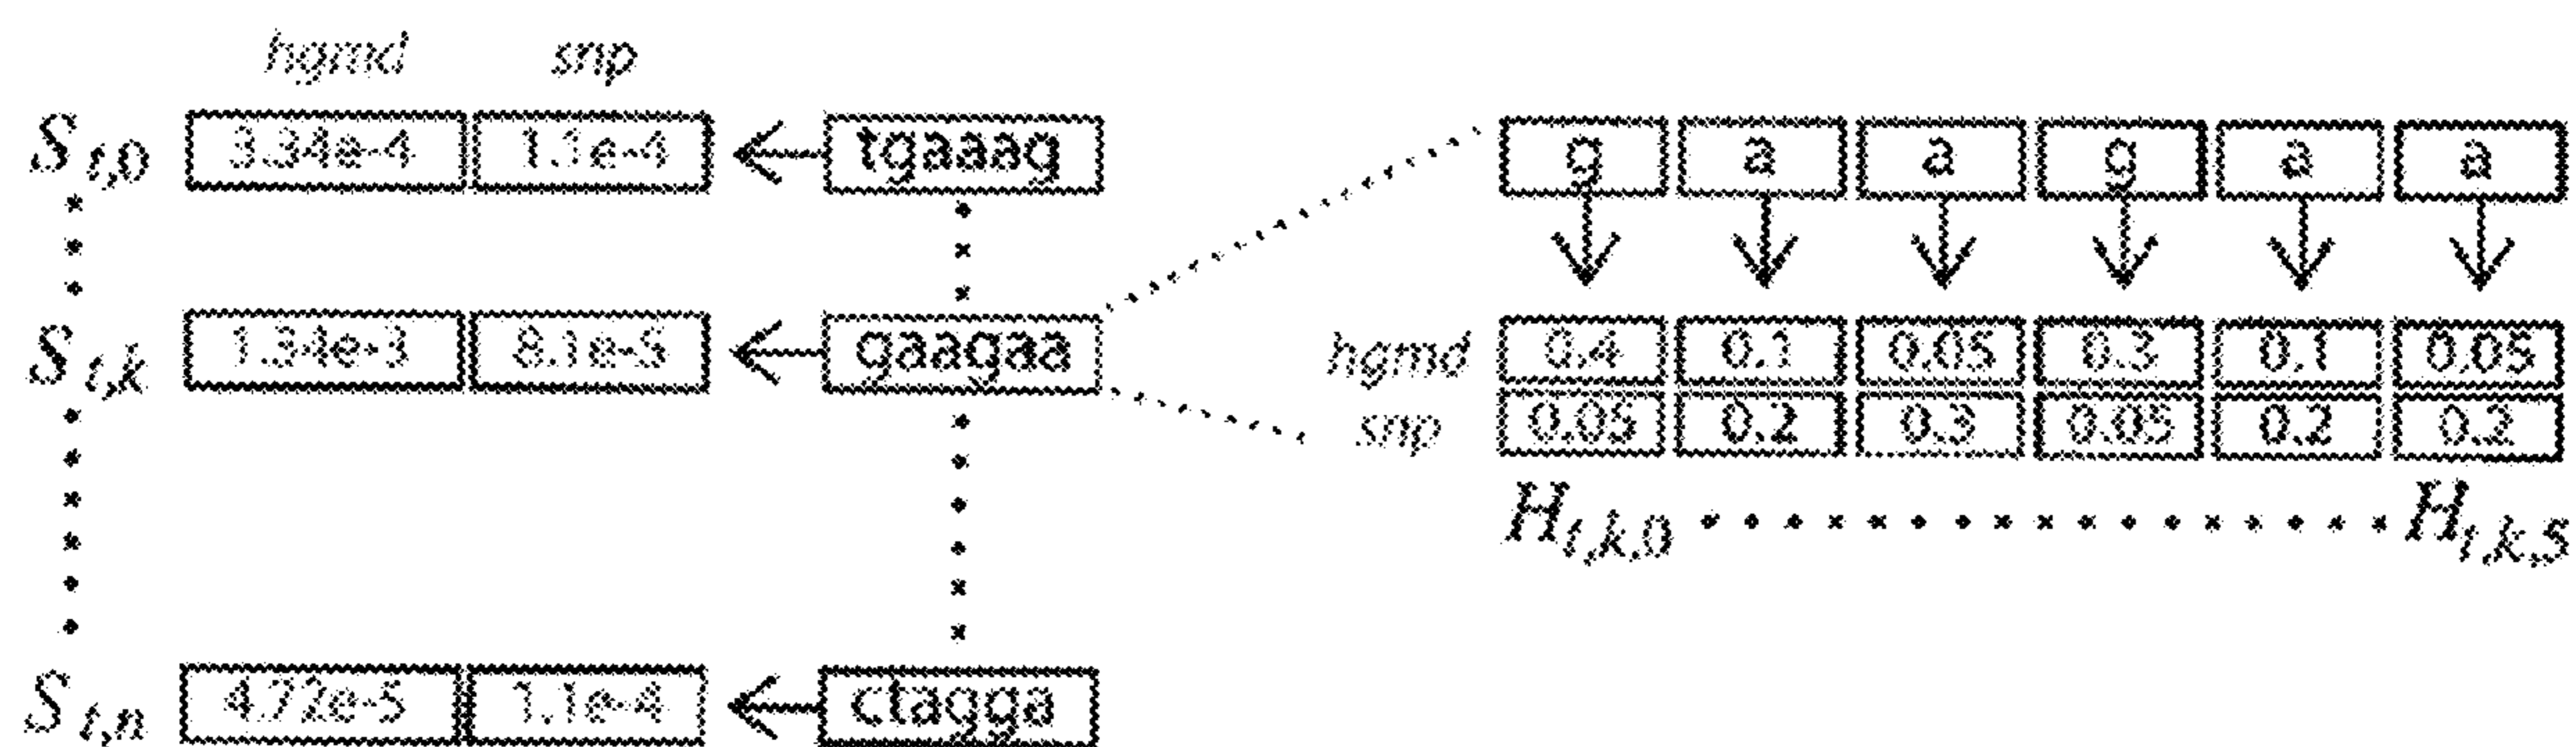 hgmd snp
S t,0 3.34e-4 1.1e-4 tgaaag g a a g a a
S t,k 1.34e-3 8.1e-5 gaagaa hgmd 0.4 0.1 0.05 0.3 0.1 0.05
snp 0.05 0.2 0.3 0.05 0.2 0.2
H t,k,0 H t,k,5
S t,n 4.72e-5 1.1e-4 ctagga